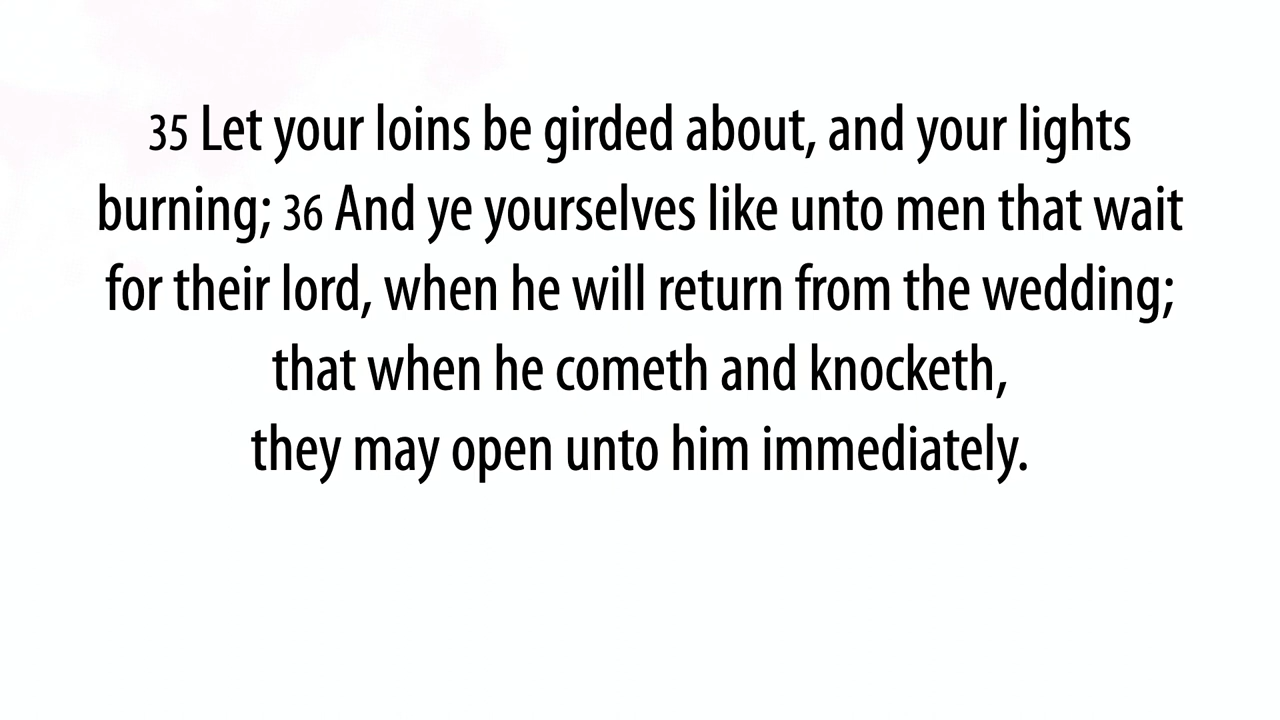 35 Let your loins be girded about, and your lights
burning; 36 And ye yourselves like unto men that wait
for their lord, when he will return from the wedding;
that when he cometh and knocketh,
they may open unto him immediately.